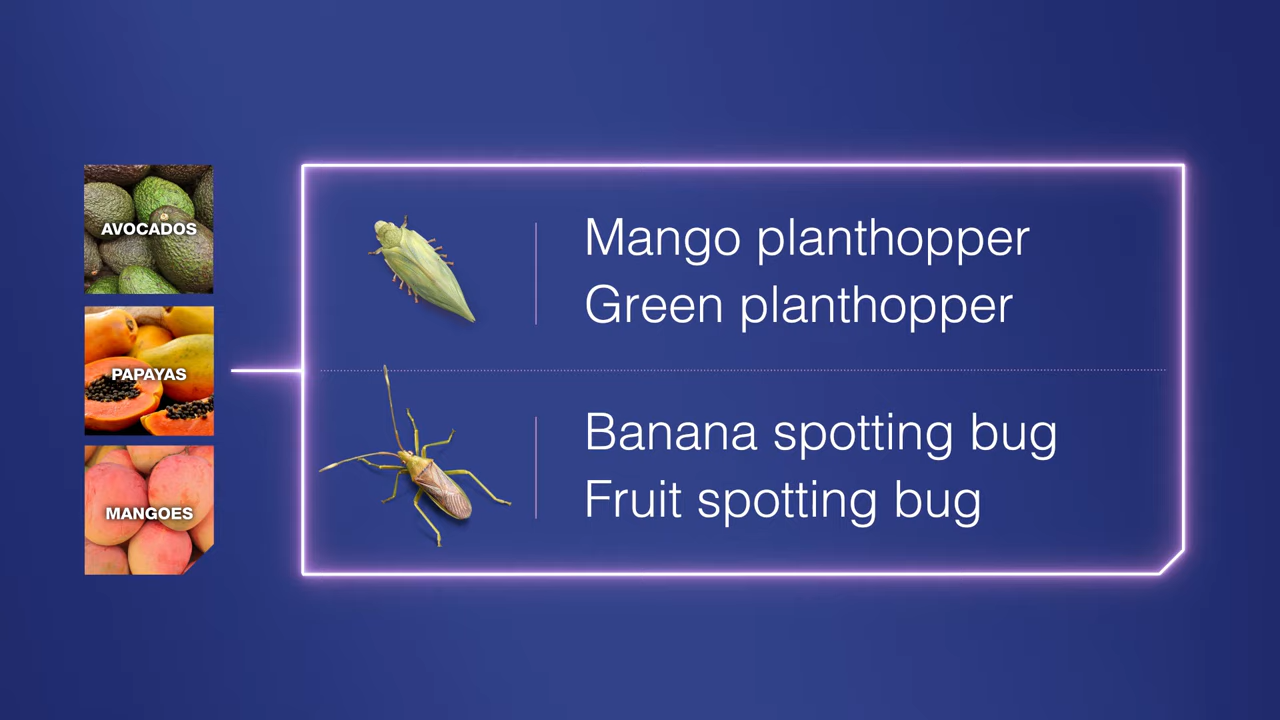 AVOCADOS
PAPAYAS
MANGOES
Mango planthopper
Green planthopper
Banana spotting bug
Fruit spotting bug